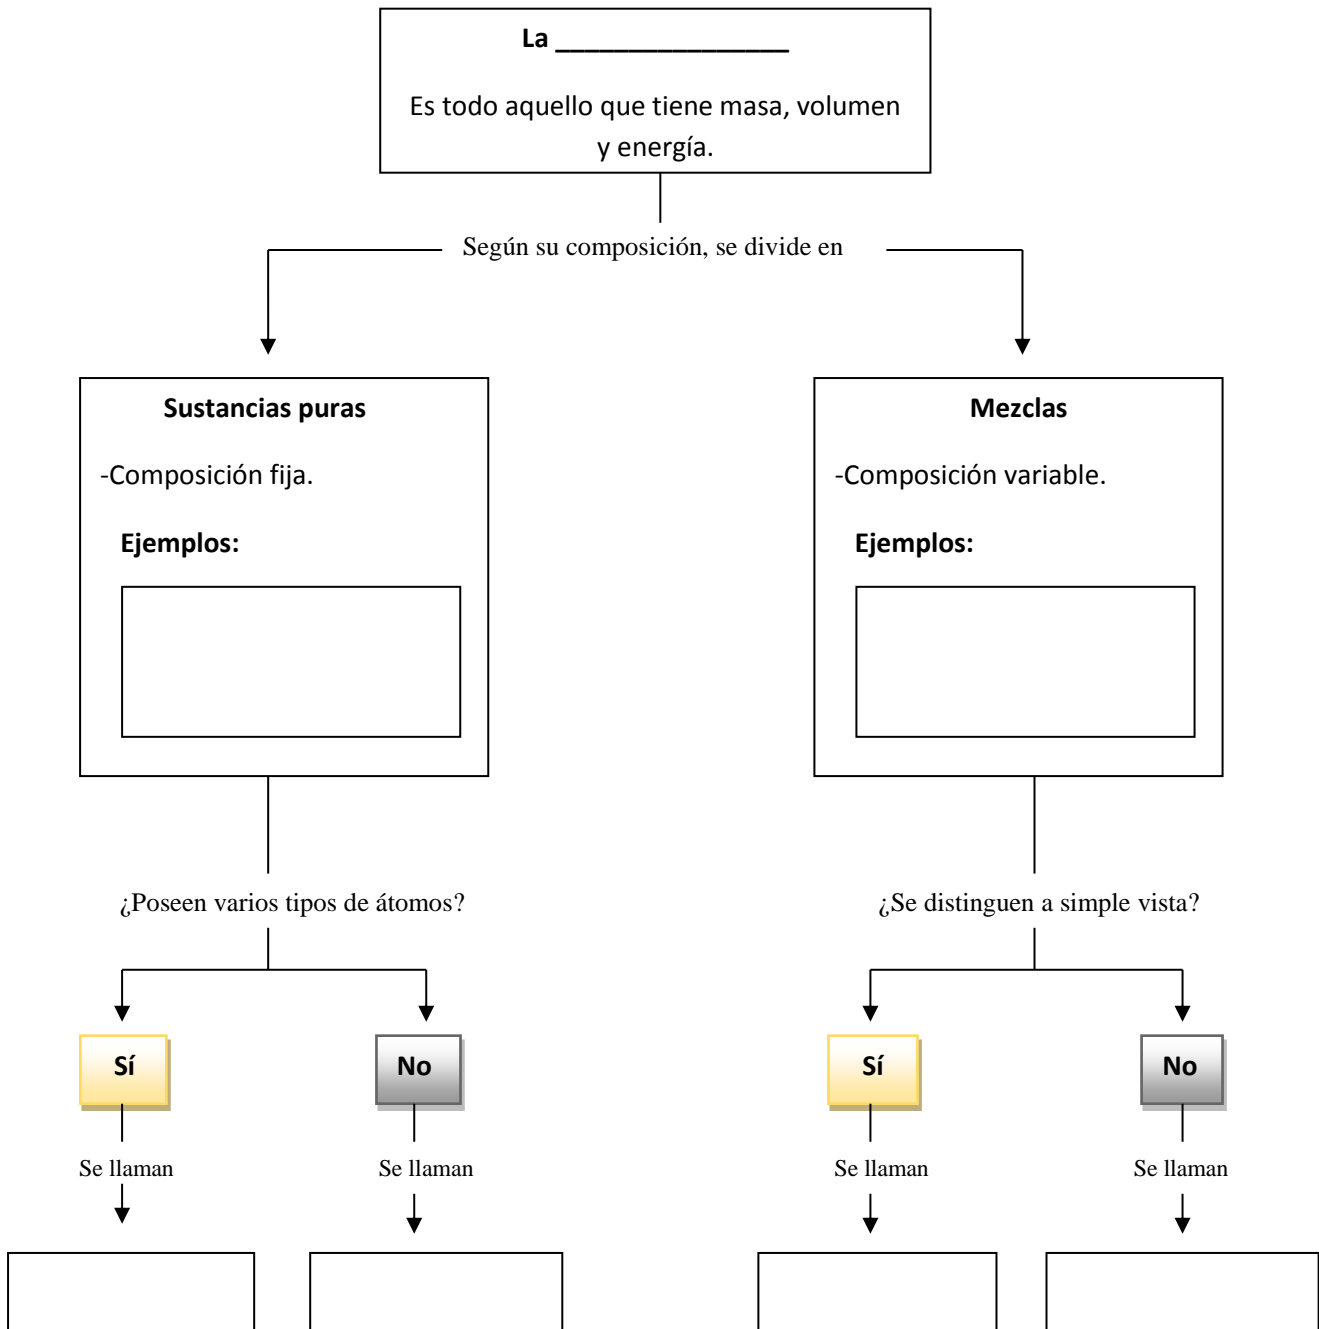 La ________________
Es todo aquello que tiene masa, volumen
y energía.
Según su composición, se divide en
Sustancias puras
-Composición fija.
Ejemplos:
Mezclas
-Composición variable.
Ejemplos:
¿Poseen varios tipos de átomos?
¿Se distinguen a simple vista?
Sí
No
Sí
No
Se llaman
Se llaman
Se llaman
Se llaman